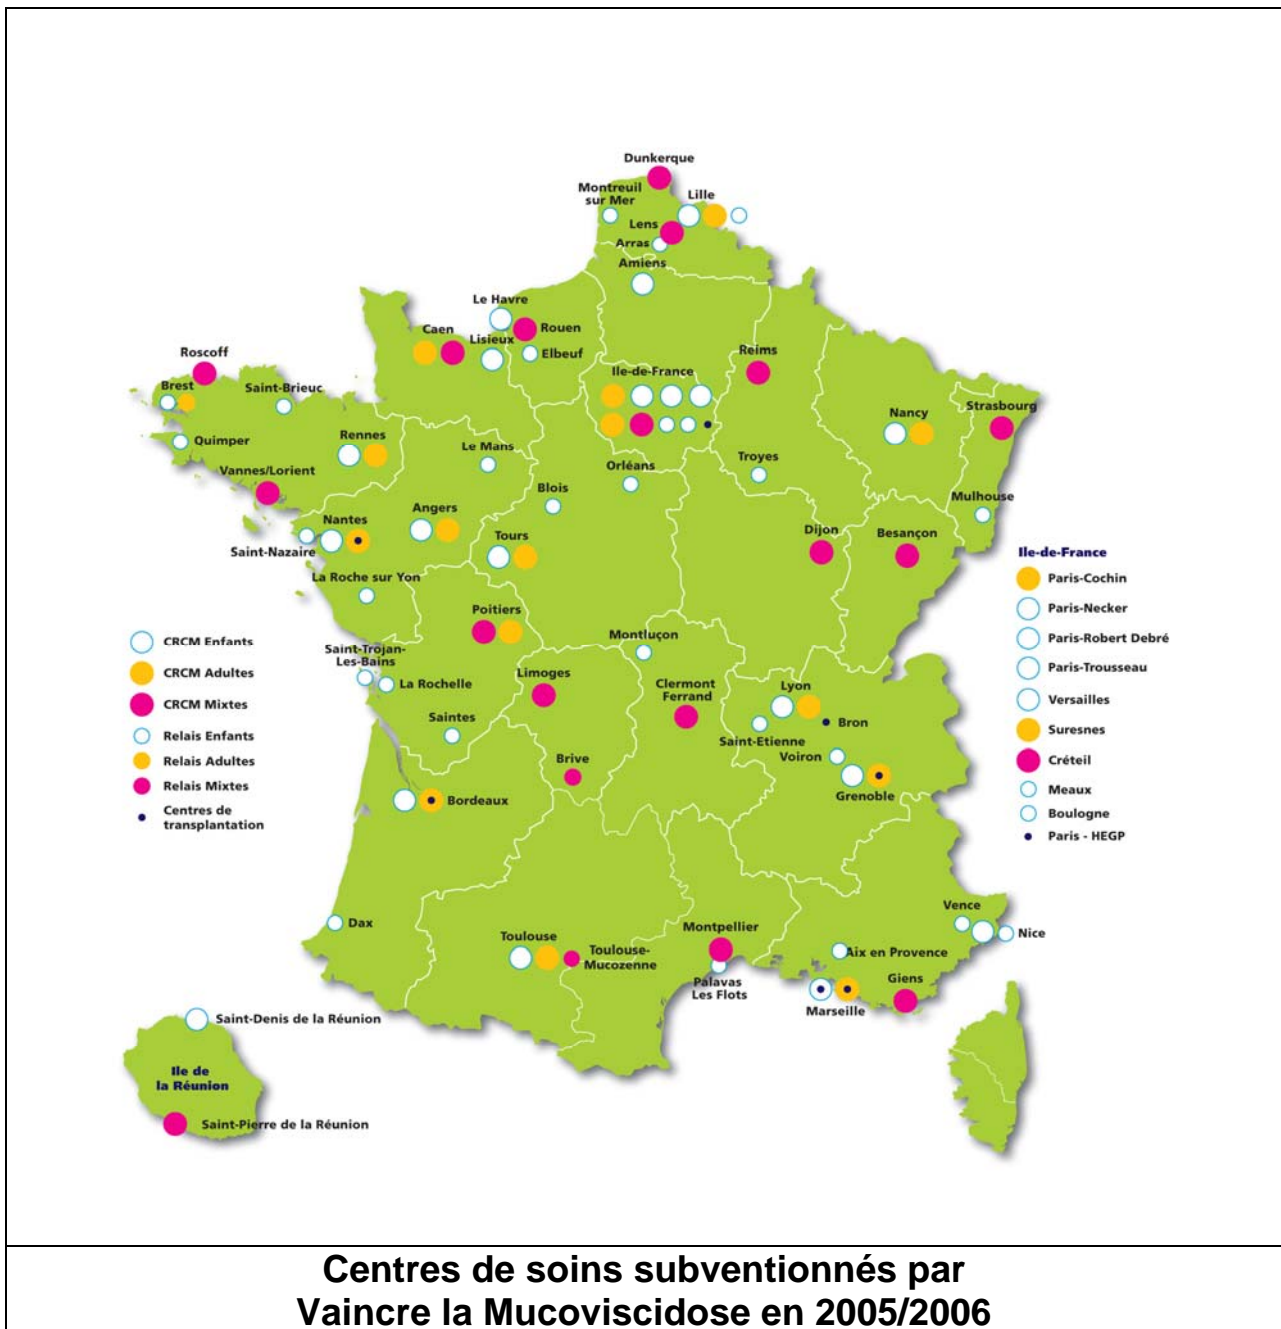 Dunkerque
Montreuil
sur Mer
Lille
Lens
Arras
Amiens
Le Havre
Caen
Rouen
Lisieux
Elbeuf
Roscoff
Ile-de-France
Reims
Brest
Saint-Brieuc
Nancy
Strasbourg
Quimper
Rennes
Le Mans
Orléans
Troyes
Vannes/Lorient
Blois
Mulhouse
Nantes
Angers
Tours
Dijon
Besançon
Saint-Nazaire
La Roche sur Yon
Poitiers
Montluçon
Saint-Trojan-
Les-Bains
La Rochelle
Limoges
Clermont
Ferrand
Lyon
Bron
Saintes
Saint-Etienne
Voiron
Brive
Grenoble
Bordeaux
Dax
Toulouse
Toulouse-
Mucozenne
Montpellier
Palavas
Les Flots
Aix en Provence
Vence
Nice
Giens
Marseille
CRCM Enfants
CRCM Adultes
CRCM Mixtes
Relais Enfants
Relais Adultes
Relais Mixtes
Centres de
transplantation
Ile-de-France
Paris-Cochin
Paris-Necker
Paris-Robert Debré
Paris-Trousseau
Versailles
Suresnes
Créteil
Meaux
Boulogne
Paris - HEGP
Saint-Denis de la Réunion
Ile de
la Réunion
Saint-Pierre de la Réunion
Centres de soins subventionnés par
Vaincre la Mucoviscidose en 2005/2006